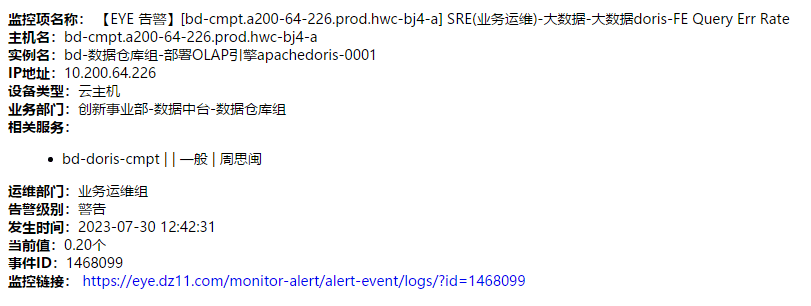 监控项名称： 【EYE 告警】[bd-cmpt.a200-64-226.prod.hwc-bj4-a] SRE(业务运维)-大数据-大数据doris-FE Query Err Rate
主机名：bd-cmpt.a200-64-226.prod.hwc-bj4-a
实例名：bd-数据仓库组-部署OLAP引擎apachedoris-0001
IP地址：10.200.64.226
设备类型：云主机
业务部门：创新事业部-数据中台-数据仓库组
相关服务：
• bd-doris-cmpt | | 一般 | 周思闽
运维部门：业务运维组
告警级别：警告
发生时间：2023-07-30 12:42:31
当前值：0.20个
事件ID：1468099
监控链接： https://eye.dz11.com/monitor-alert/alert-event/logs/?id=1468099